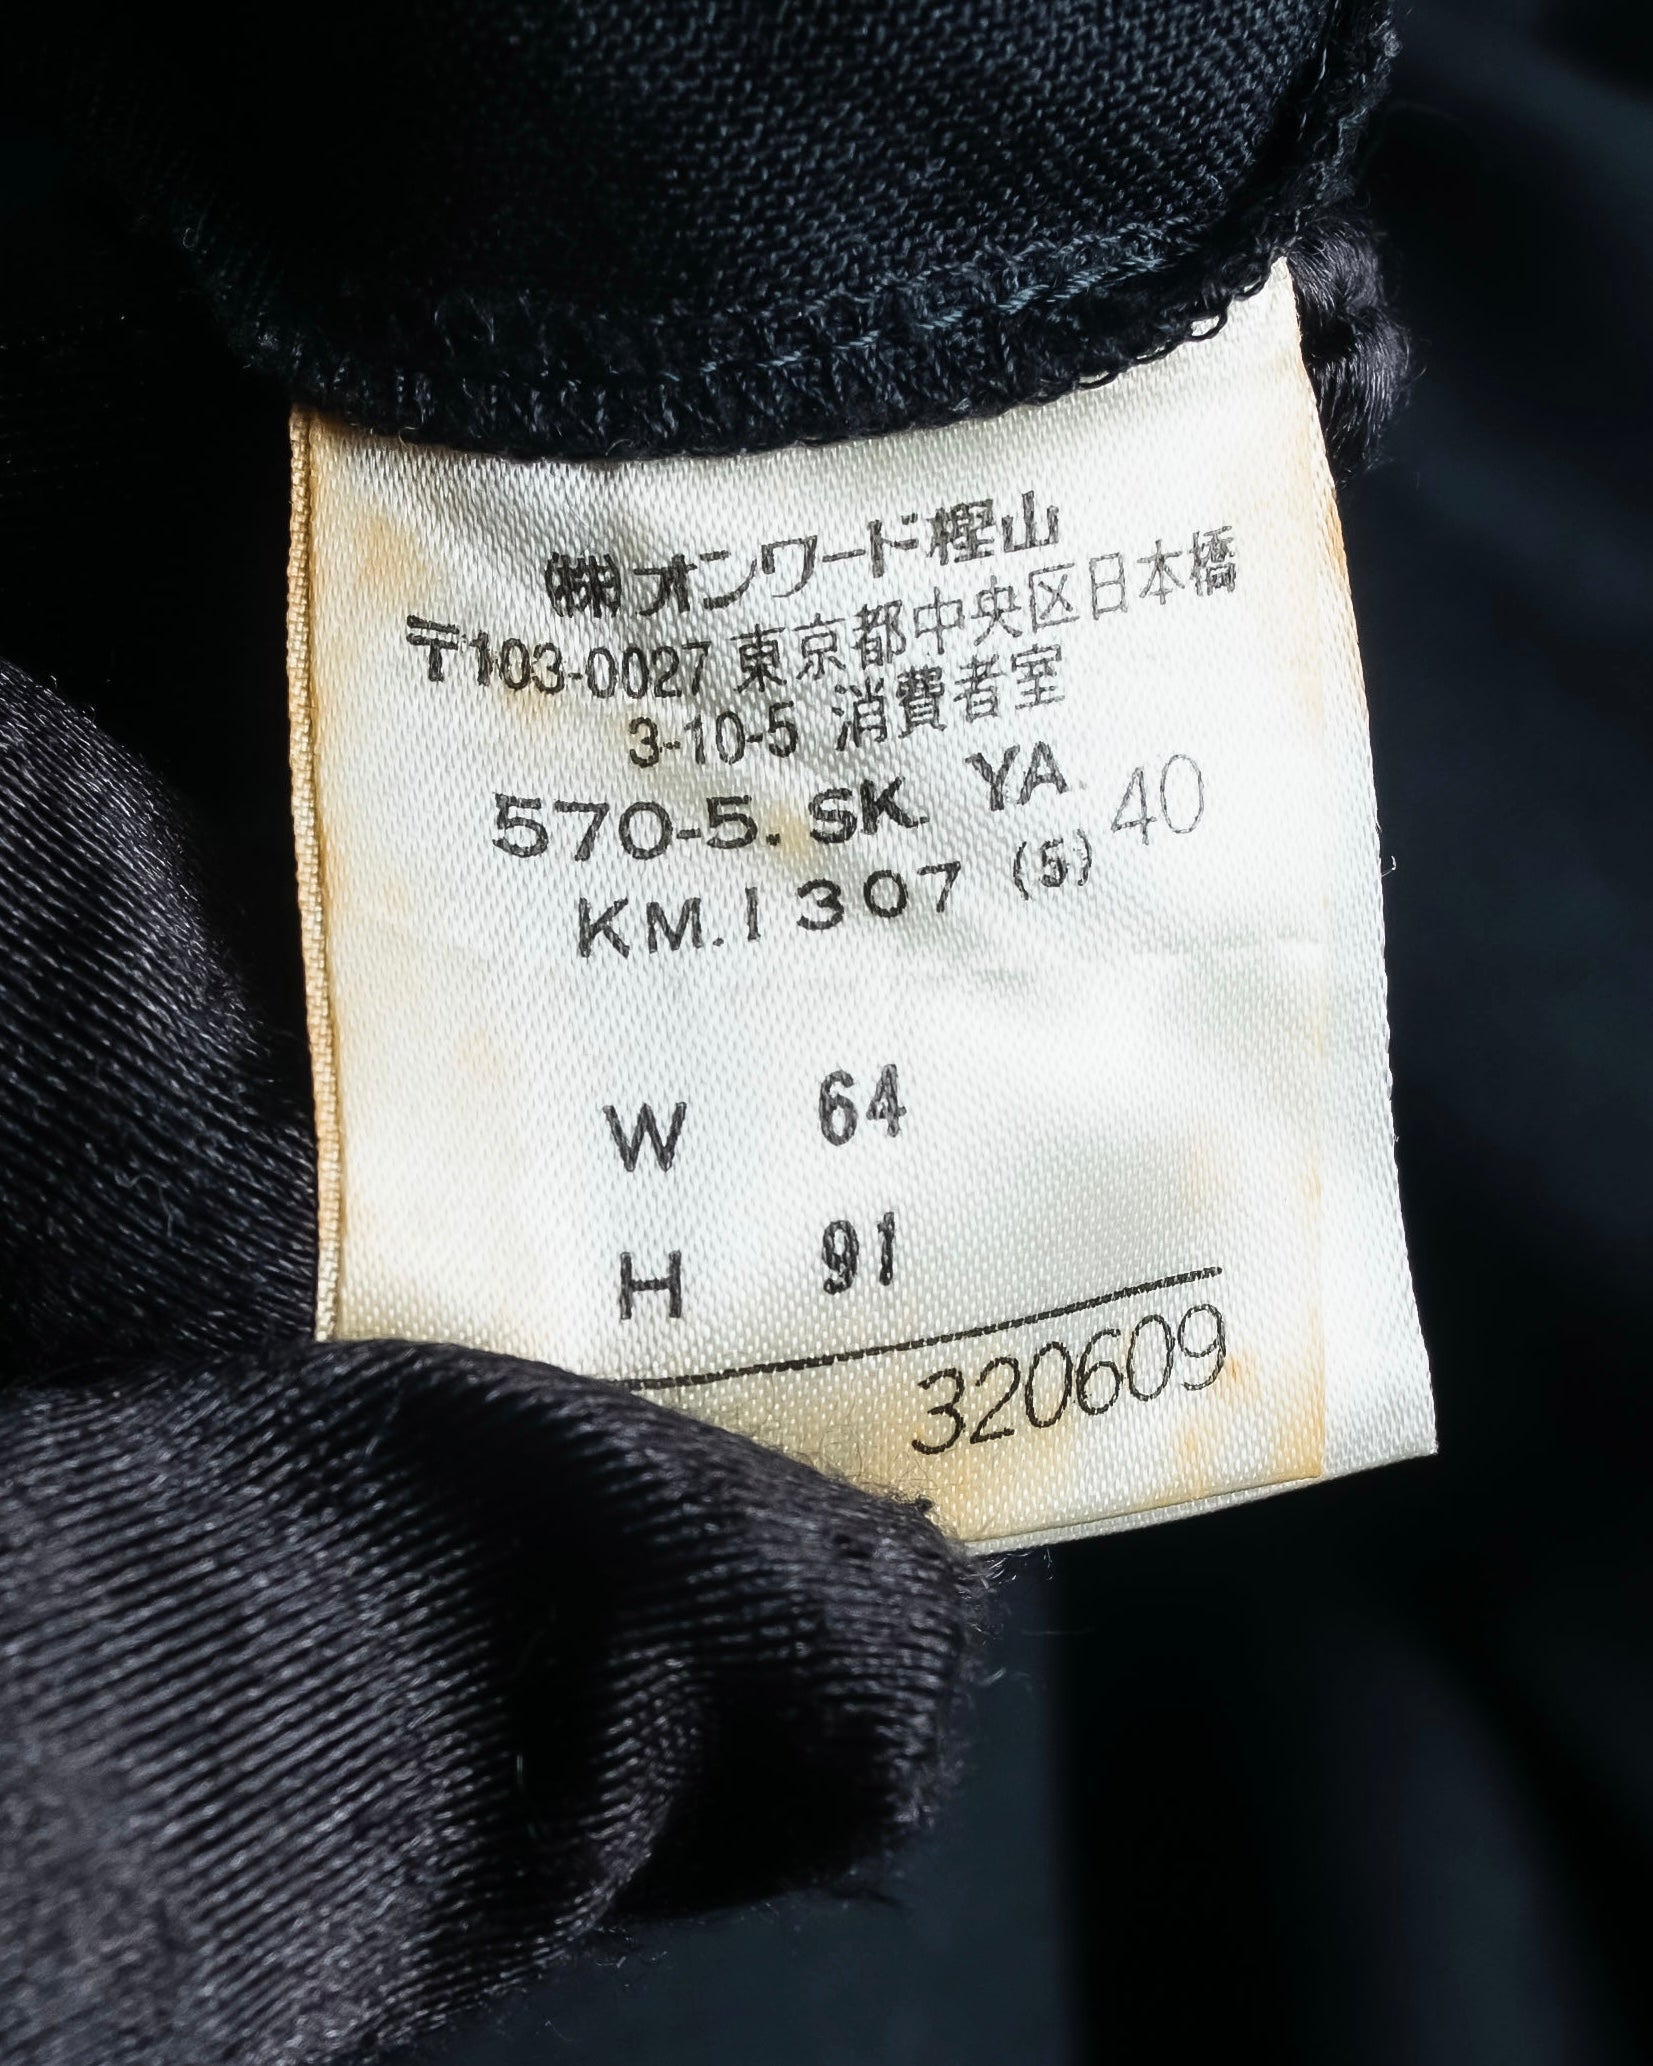 ㈱オンワード樫山
〒103-0027 東京都中央区日本橋
3-10-5 消費者室
570-5. SK. YA. 40
KM.1307 (5)
W 64
H 91
320609